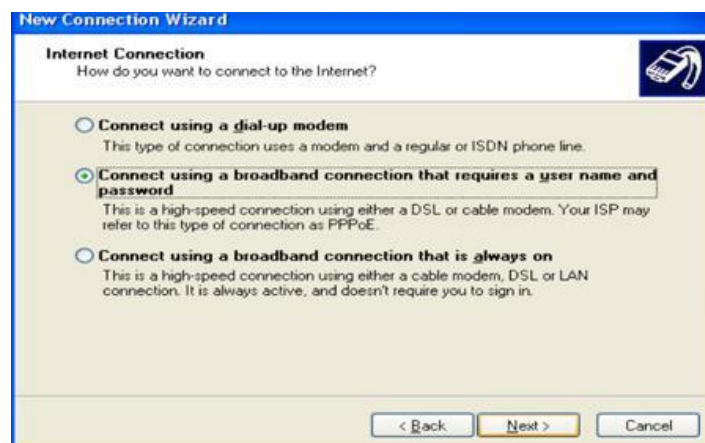 New Connection Wizard
Internet Connection
How do you want to connect to the Internet?
Connect using a dial-up modem
This type of connection uses a modem and a regular or ISDN phone line.
Connect using a broadband connection that requires a user name and
password
This is a high-speed connection using either a DSL or cable modem. Your ISP may
refer to this type of connection as PPPoE.
Connect using a broadband connection that is always on
This is a high-speed connection using either a cable modem, DSL or LAN
connection. It is always active, and doesn't require you to sign in.
< Back Next > Cancel